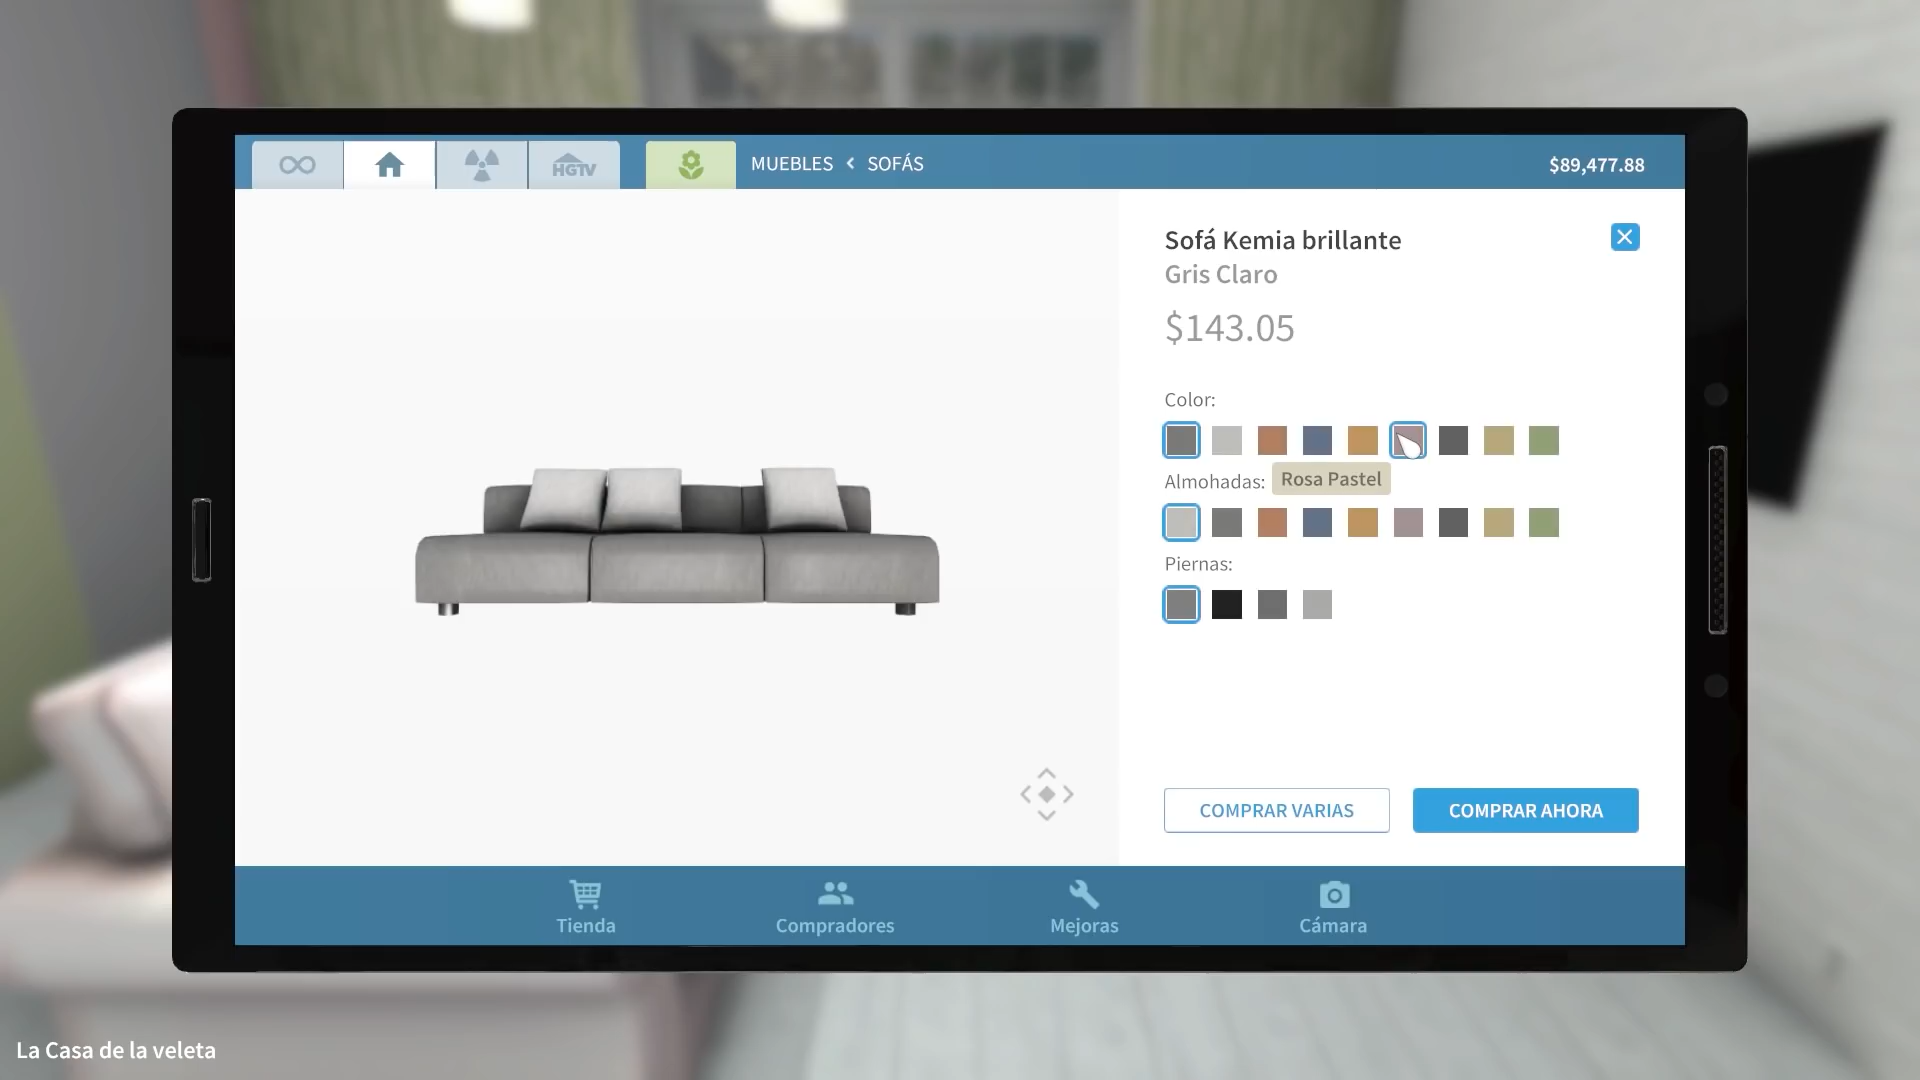 HGTV
MUEBLES < SOFÁS
$89,477.88
Sofá Kemia brillante
Gris Claro
$143.05
Color:
Almohadas:
Rosa Pastel
Piernas:
COMPRAR VARIAS
COMPRAR AHORA
Tienda
Compradores
Mejoras
Cámara
La Casa de la veleta